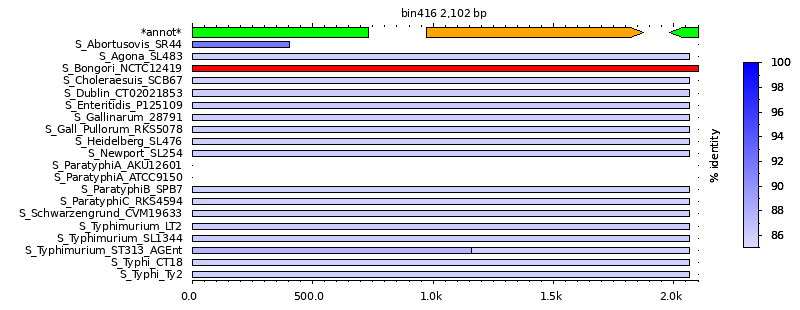 bin416 2,102 bp
*annot*
S_Abortusovis_SR44
S_Agona_SL483
S_Bongori_NCTC12419
S_Choleraesuis_SCB67
S_Dublin_CT02021853
S_Enteritidis_P125109
S_Gallinarum_28791
S_Gall_Pullorum_RKS5078
S_Heidelberg_SL476
S_Newport_SL254
S_ParatyphiA_AKU12601
S_ParatyphiA_ATCC9150
S_ParatyphiB_SPB7
S_ParatyphiC_RKS4594
S_Schwarzengrund_CVM19633
S_Typhimurium_LT2
S_Typhimurium_SL1344
S_Typhimurium_ST313_AGEnt
S_Typhi_CT18
S_Typhi_Ty2
0.0 500.0 1.0k 1.5k 2.0k
% identity
100
98
96
94
92
90
88
86